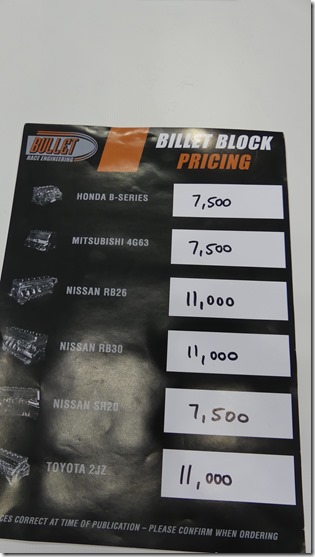 BULLET
RACE ENGINEERING
BILLET BLOCK
PRICING
HONDA B-SERIES 7,500
MITSUBISHI 4G63 7,500
NISSAN RB26 11,000
NISSAN RB30 11,000
NISSAN SR20 7,500
TOYOTA 2JZ 11,000
CES CORRECT AT TIME OF PUBLICATION – PLEASE CONFIRM WHEN ORDERING